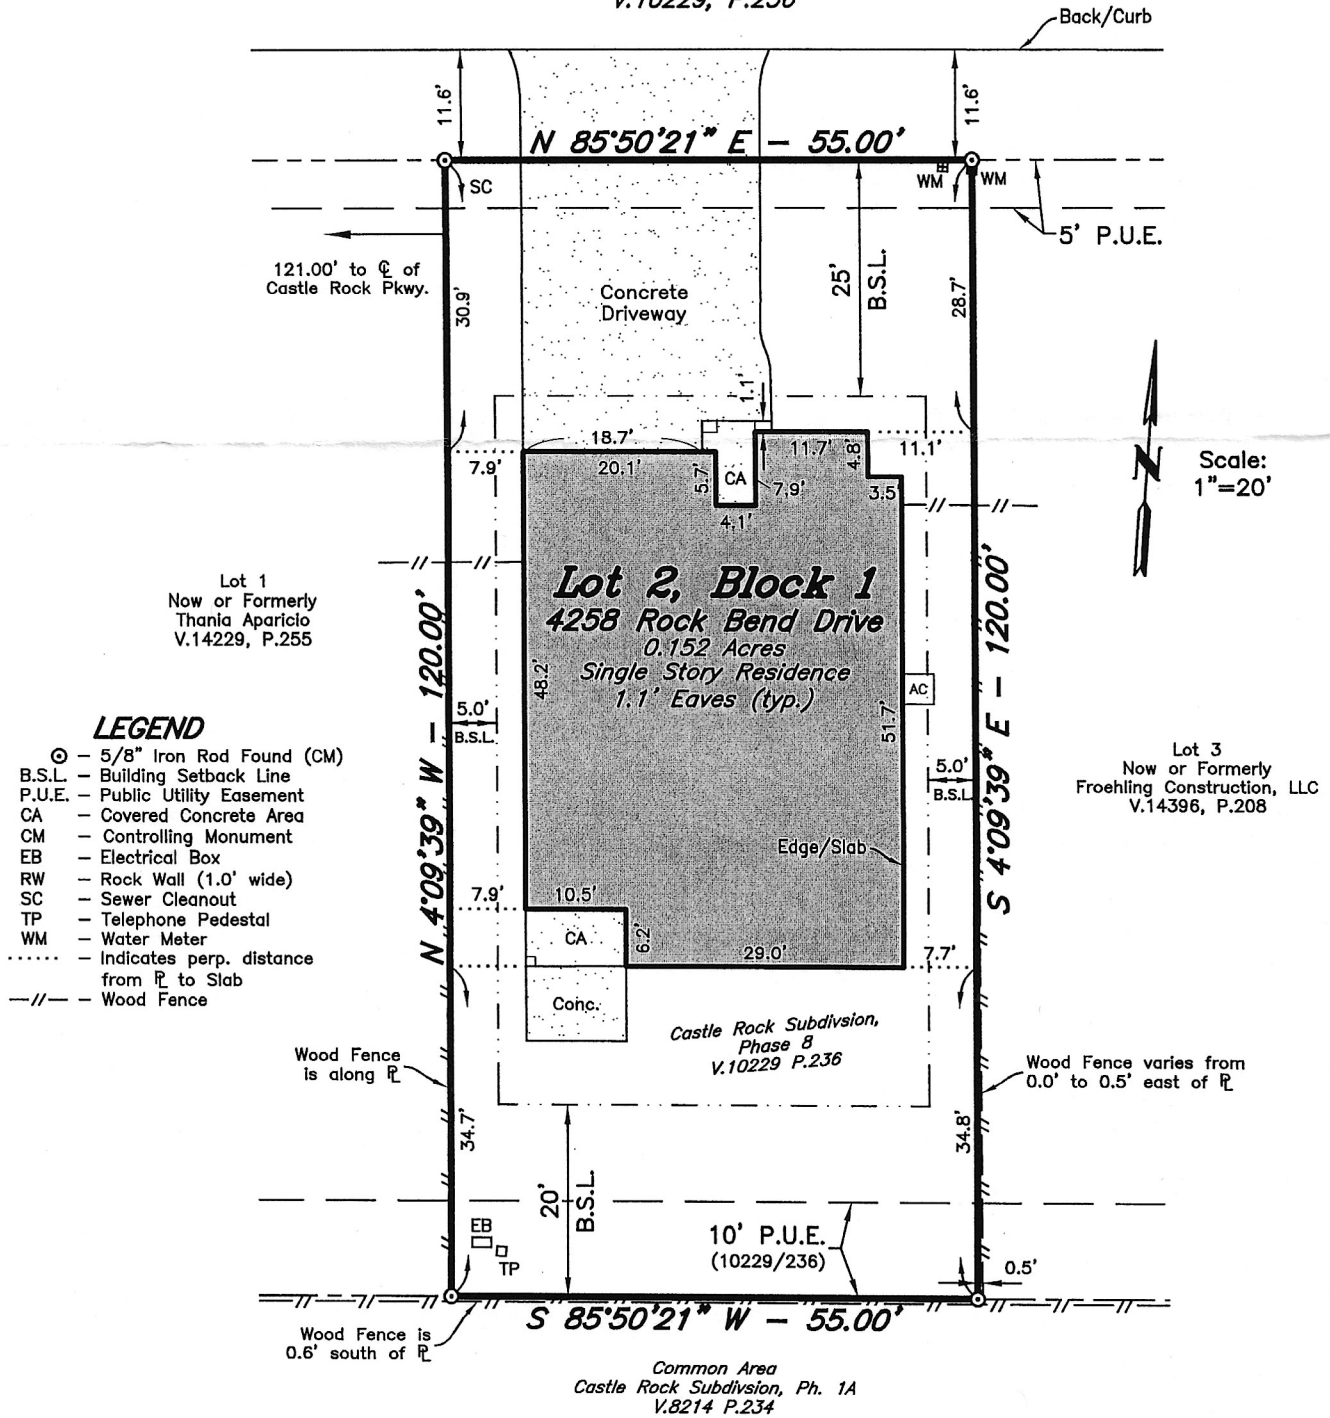 V.10229, P.236
Back/Curb
11.6'
11.6'
N 85°50'21" E - 55.00'
SC
WM
WM
5' P.U.E.
121.00' to ℄ of
Castle Rock Pkwy.
30.9'
Concrete
Driveway
25'
B.S.L.
28.7'
1.1'
18.7'
7.9'
20.1'
5.7'
CA
7.9'
4.1'
11.7'
4.8'
11.1'
3.5'
N
Scale:
1"=20'
Lot 2, Block 1
4258 Rock Bend Drive
0.152 Acres
Single Story Residence
1.1' Eaves (typ.)
Lot 1
Now or Formerly
Thania Aparicio
V.14229, P.255
N 4°09'39" W - 120.00'
48.2'
51.7'
AC
S 4°09'39" E - 120.00'
5.0'
B.S.L.
5.0'
B.S.L.
Lot 3
Now or Formerly
Froehling Construction, LLC
V.14396, P.208
LEGEND
- 5/8" Iron Rod Found (CM)
B.S.L. - Building Setback Line
P.U.E. - Public Utility Easement
CA - Covered Concrete Area
CM - Controlling Monument
EB - Electrical Box
RW - Rock Wall (1.0' wide)
SC - Sewer Cleanout
TP - Telephone Pedestal
WM - Water Meter
...... - Indicates perp. distance
from ⅊ to Slab
—//— - Wood Fence
Edge/Slab
7.9'
10.5'
CA
6.2'
29.0'
7.7'
Conc.
Castle Rock Subdivsion,
Phase 8
V.10229 P.236
Wood Fence
is along ⅊
Wood Fence varies from
0.0' to 0.5' east of ⅊
34.7'
34.8'
20'
B.S.L.
EB
TP
10' P.U.E.
(10229/236)
0.5'
S 85°50'21" W - 55.00'
Wood Fence is
0.6' south of ⅊
Common Area
Castle Rock Subdivsion, Ph. 1A
V.8214 P.234